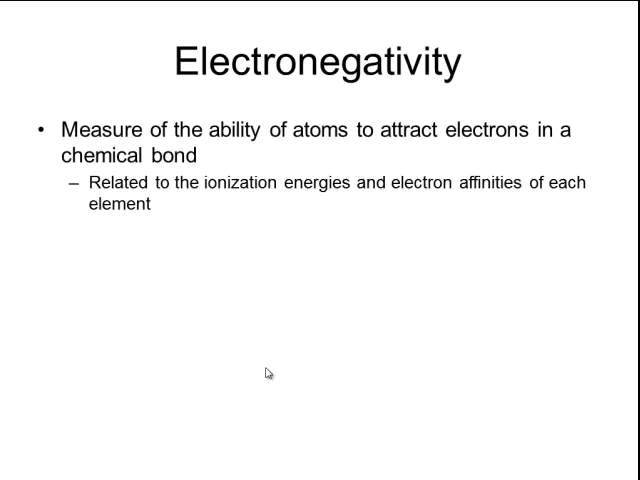 Electronegativity
• Measure of the ability of atoms to attract electrons in a
chemical bond
– Related to the ionization energies and electron affinities of each
element